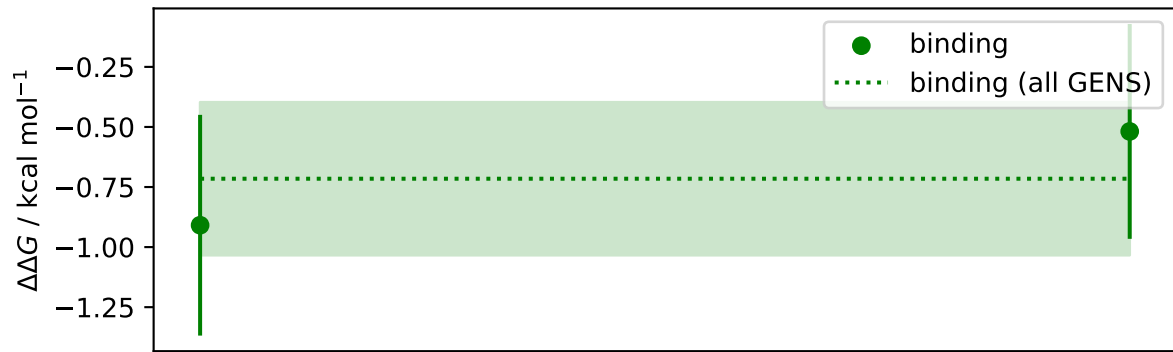 binding
binding (all GENS)
−0.25
−0.50
−0.75
−1.00
−1.25
ΔΔG / kcal mol⁻¹